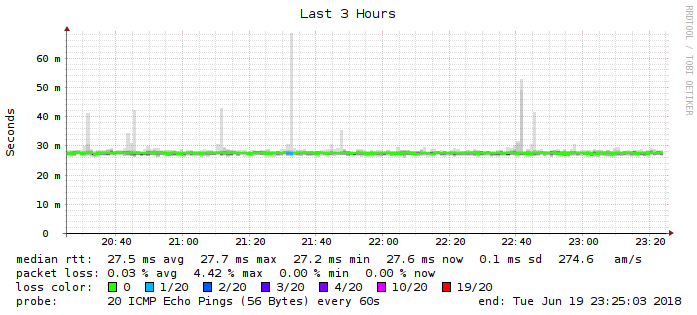 Last 3 Hours
RRDTOOL / TOBI OETIKER
Seconds
60 m
50 m
40 m
30 m
20 m
10 m
0
20:40 21:00 21:20 21:40 22:00 22:20 22:40 23:00 23:20
median rtt: 27.5 ms avg 27.7 ms max 27.2 ms min 27.6 ms now 0.1 ms sd 274.6 am/s
packet loss: 0.03 % avg 4.42 % max 0.00 % min 0.00 % now
loss color: 0 1/20 2/20 3/20 4/20 10/20 19/20
probe: 20 ICMP Echo Pings (56 Bytes) every 60s end: Tue Jun 19 23:25:03 2018